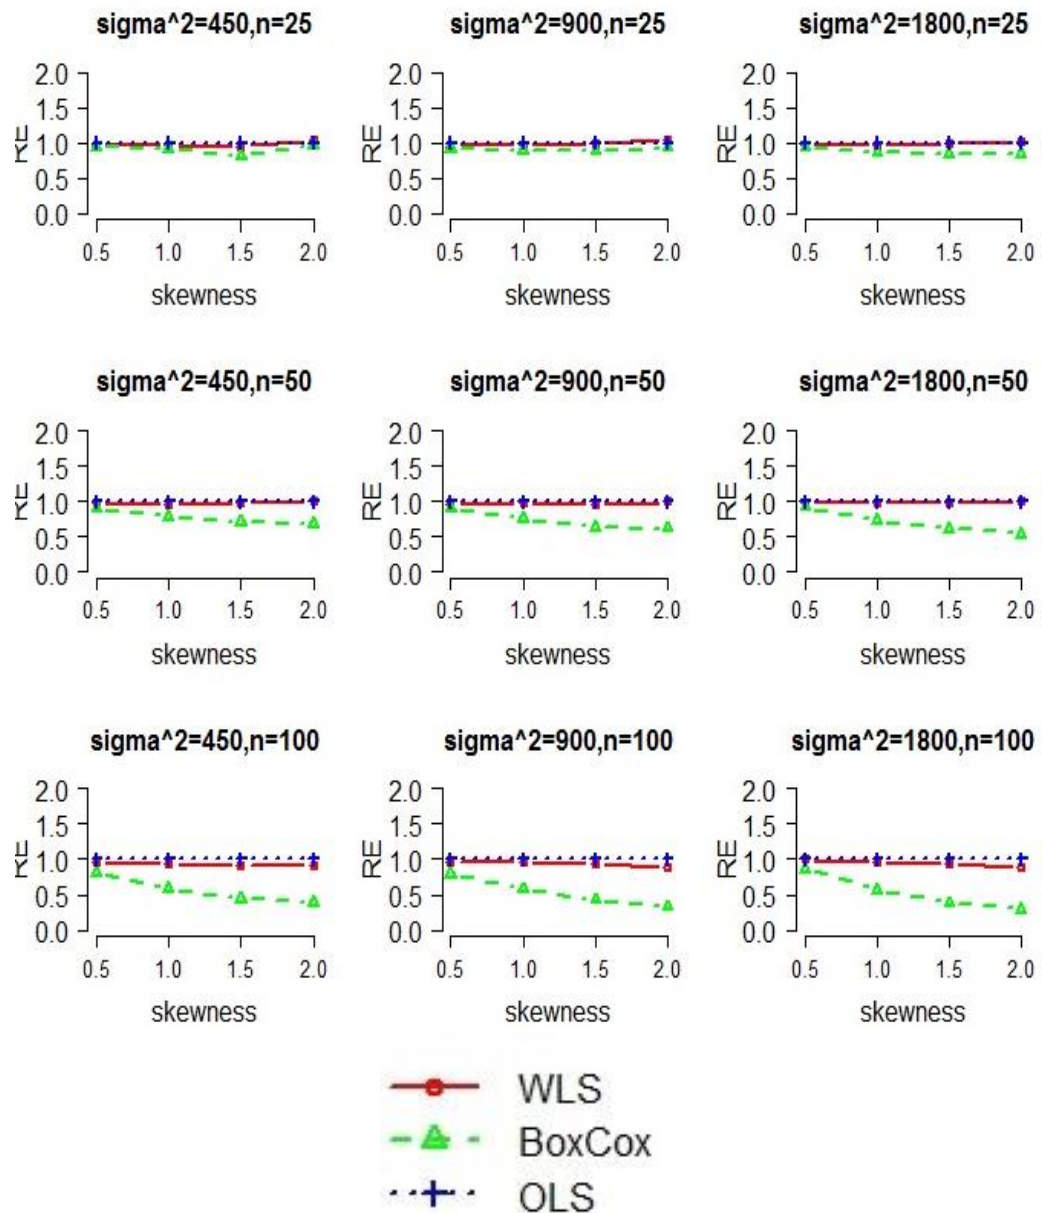 sigma^2=450,n=25 sigma^2=900,n=25 sigma^2=1800,n=25
2.0 2.0 2.0
1.5 1.5 1.5
RE 1.0 RE 1.0 RE 1.0
0.5 0.5 0.5
0.0 0.0 0.0
0.5 1.0 1.5 2.0 0.5 1.0 1.5 2.0 0.5 1.0 1.5 2.0
skewness skewness skewness
sigma^2=450,n=50 sigma^2=900,n=50 sigma^2=1800,n=50
2.0 2.0 2.0
1.5 1.5 1.5
RE 1.0 RE 1.0 RE 1.0
0.5 0.5 0.5
0.0 0.0 0.0
0.5 1.0 1.5 2.0 0.5 1.0 1.5 2.0 0.5 1.0 1.5 2.0
skewness skewness skewness
sigma^2=450,n=100 sigma^2=900,n=100 sigma^2=1800,n=100
2.0 2.0 2.0
1.5 1.5 1.5
RE 1.0 RE 1.0 RE 1.0
0.5 0.5 0.5
0.0 0.0 0.0
0.5 1.0 1.5 2.0 0.5 1.0 1.5 2.0 0.5 1.0 1.5 2.0
skewness skewness skewness
WLS
BoxCox
OLS